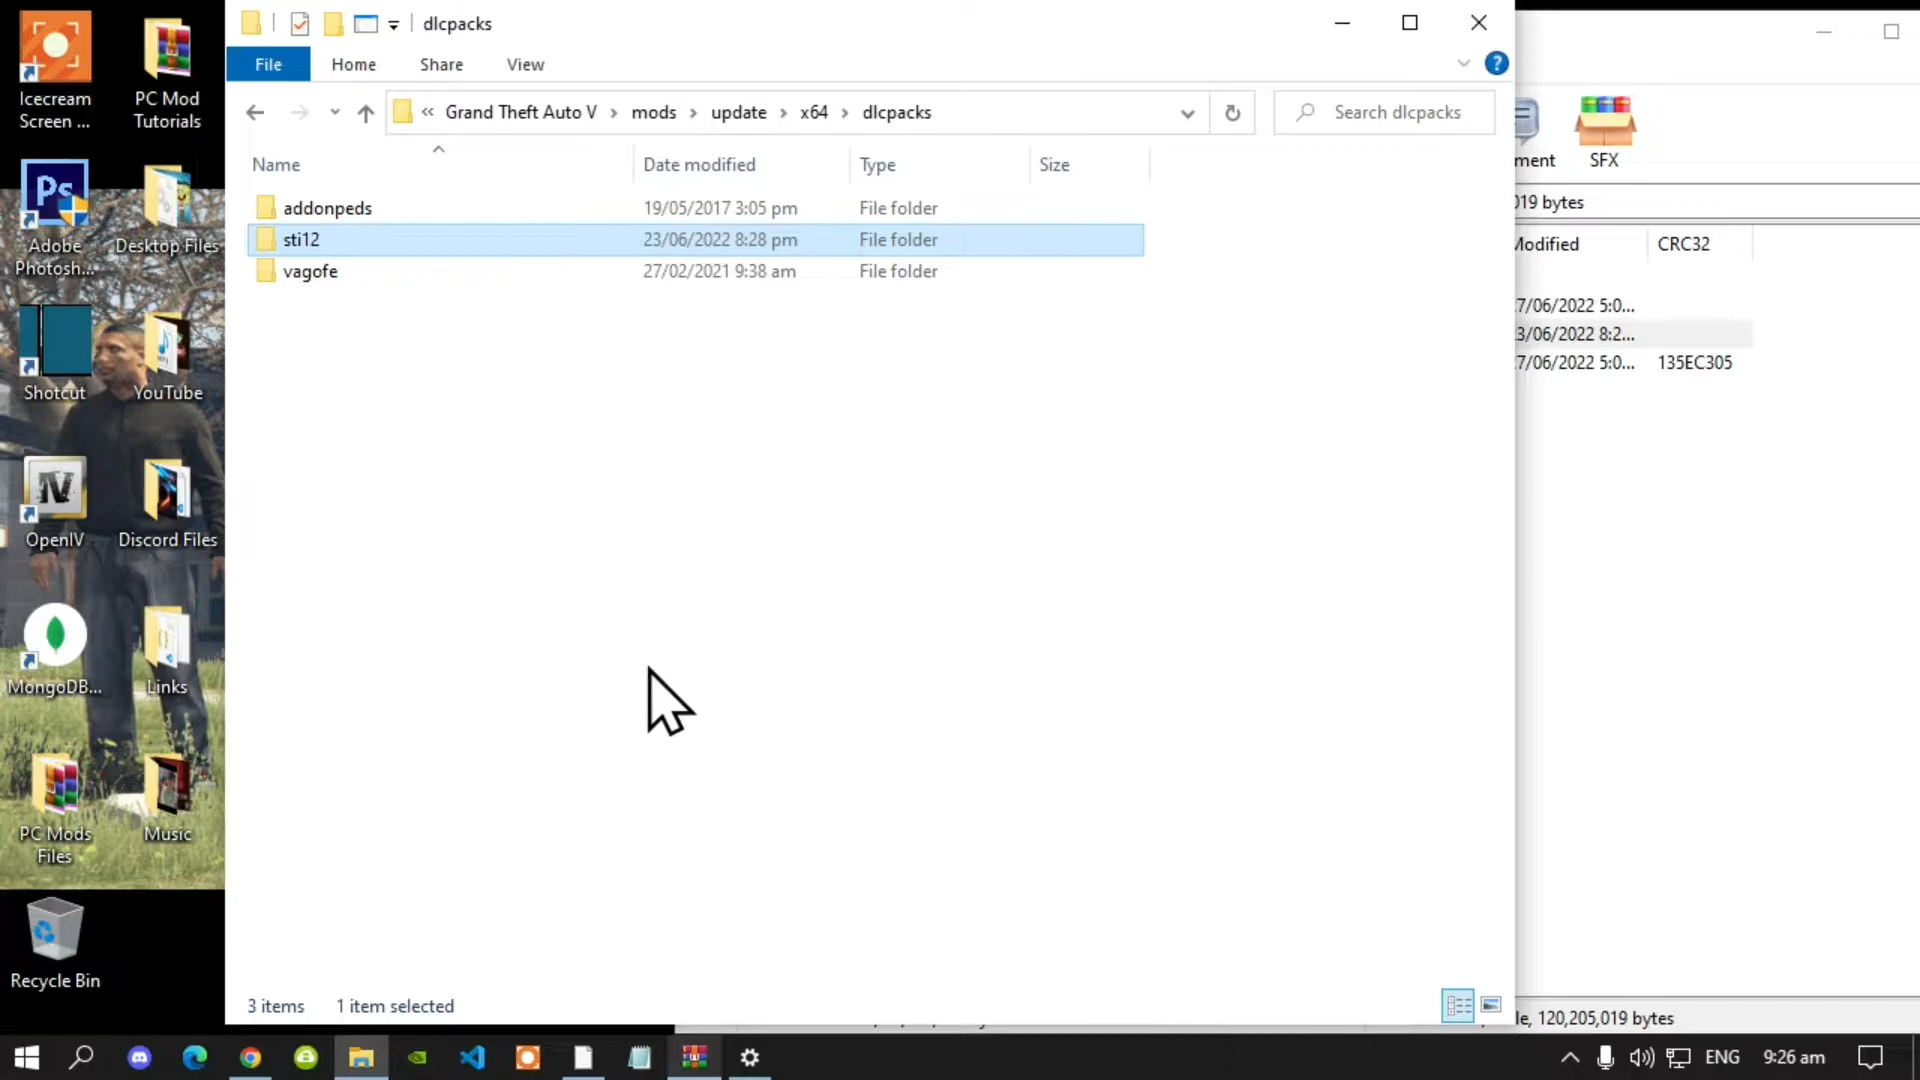 dlcpacks
File
Home
Share
View
?
« Grand Theft Auto V › mods › update › x64 › dlcpacks
Search dlcpacks
Name
Date modified
Type
Size
addonpeds
19/05/2017 3:05 pm
File folder
sti12
23/06/2022 8:28 pm
File folder
vagofe
27/02/2021 9:38 am
File folder
3 items
1 item selected
ment
SFX
019 bytes
Modified
CRC32
7/06/2022 5:0...
3/06/2022 8:2...
7/06/2022 5:0...
135EC305
le, 120,205,019 bytes
Icecream
Screen ...
PC Mod
Tutorials
Ps
Adobe
Photosh...
Desktop Files
Shotcut
YouTube
IV
OpenIV
Discord Files
MongoDB...
Links
PC Mods
Files
Music
Recycle Bin
ENG
9:26 am